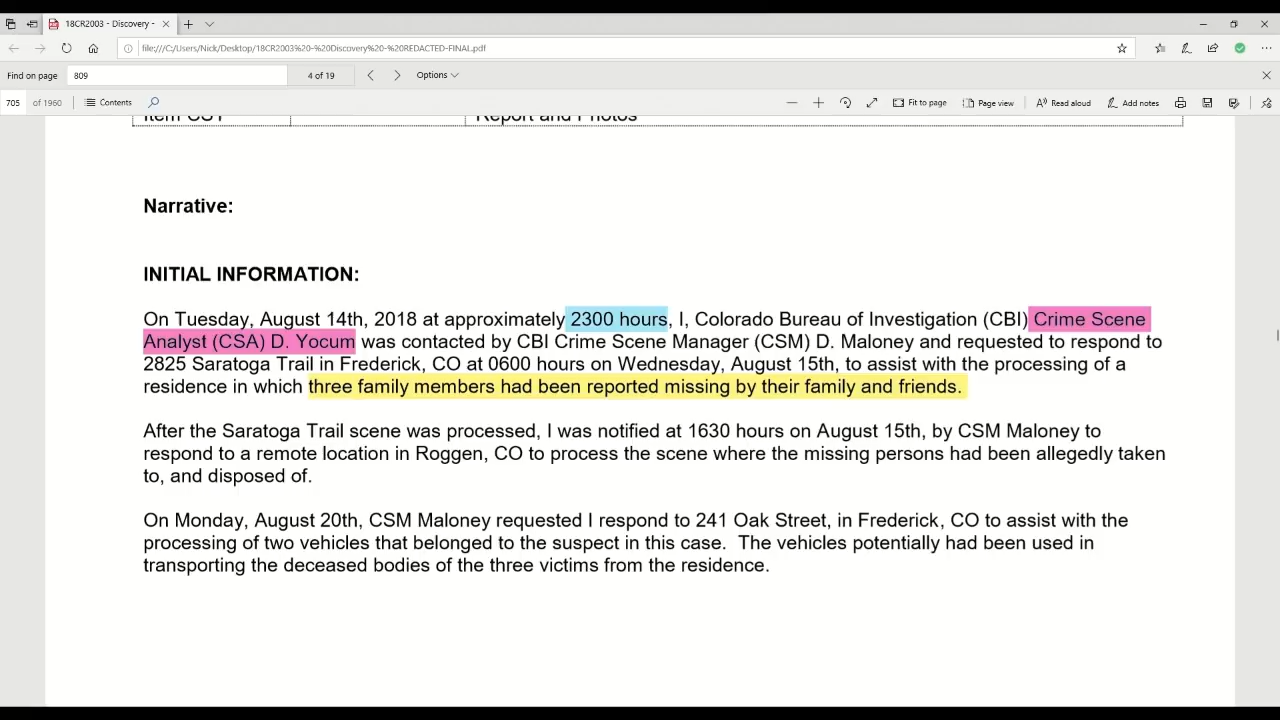 18CR2003 - Discovery -
file:///C:/Users/Nick/Desktop/18CR2003%20-%20Discovery%20-%20REDACTED-FINAL.pdf
Find on page 809 4 of 19 Options
705 of 1960 Contents Fit to page Page view Read aloud Add notes
Item CS1 Report and Photos
Narrative:
INITIAL INFORMATION:
On Tuesday, August 14th, 2018 at approximately 2300 hours, I, Colorado Bureau of Investigation (CBI) Crime Scene
Analyst (CSA) D. Yocum was contacted by CBI Crime Scene Manager (CSM) D. Maloney and requested to respond to
2825 Saratoga Trail in Frederick, CO at 0600 hours on Wednesday, August 15th, to assist with the processing of a
residence in which three family members had been reported missing by their family and friends.
After the Saratoga Trail scene was processed, I was notified at 1630 hours on August 15th, by CSM Maloney to
respond to a remote location in Roggen, CO to process the scene where the missing persons had been allegedly taken
to, and disposed of.
On Monday, August 20th, CSM Maloney requested I respond to 241 Oak Street, in Frederick, CO to assist with the
processing of two vehicles that belonged to the suspect in this case.  The vehicles potentially had been used in
transporting the deceased bodies of the three victims from the residence.